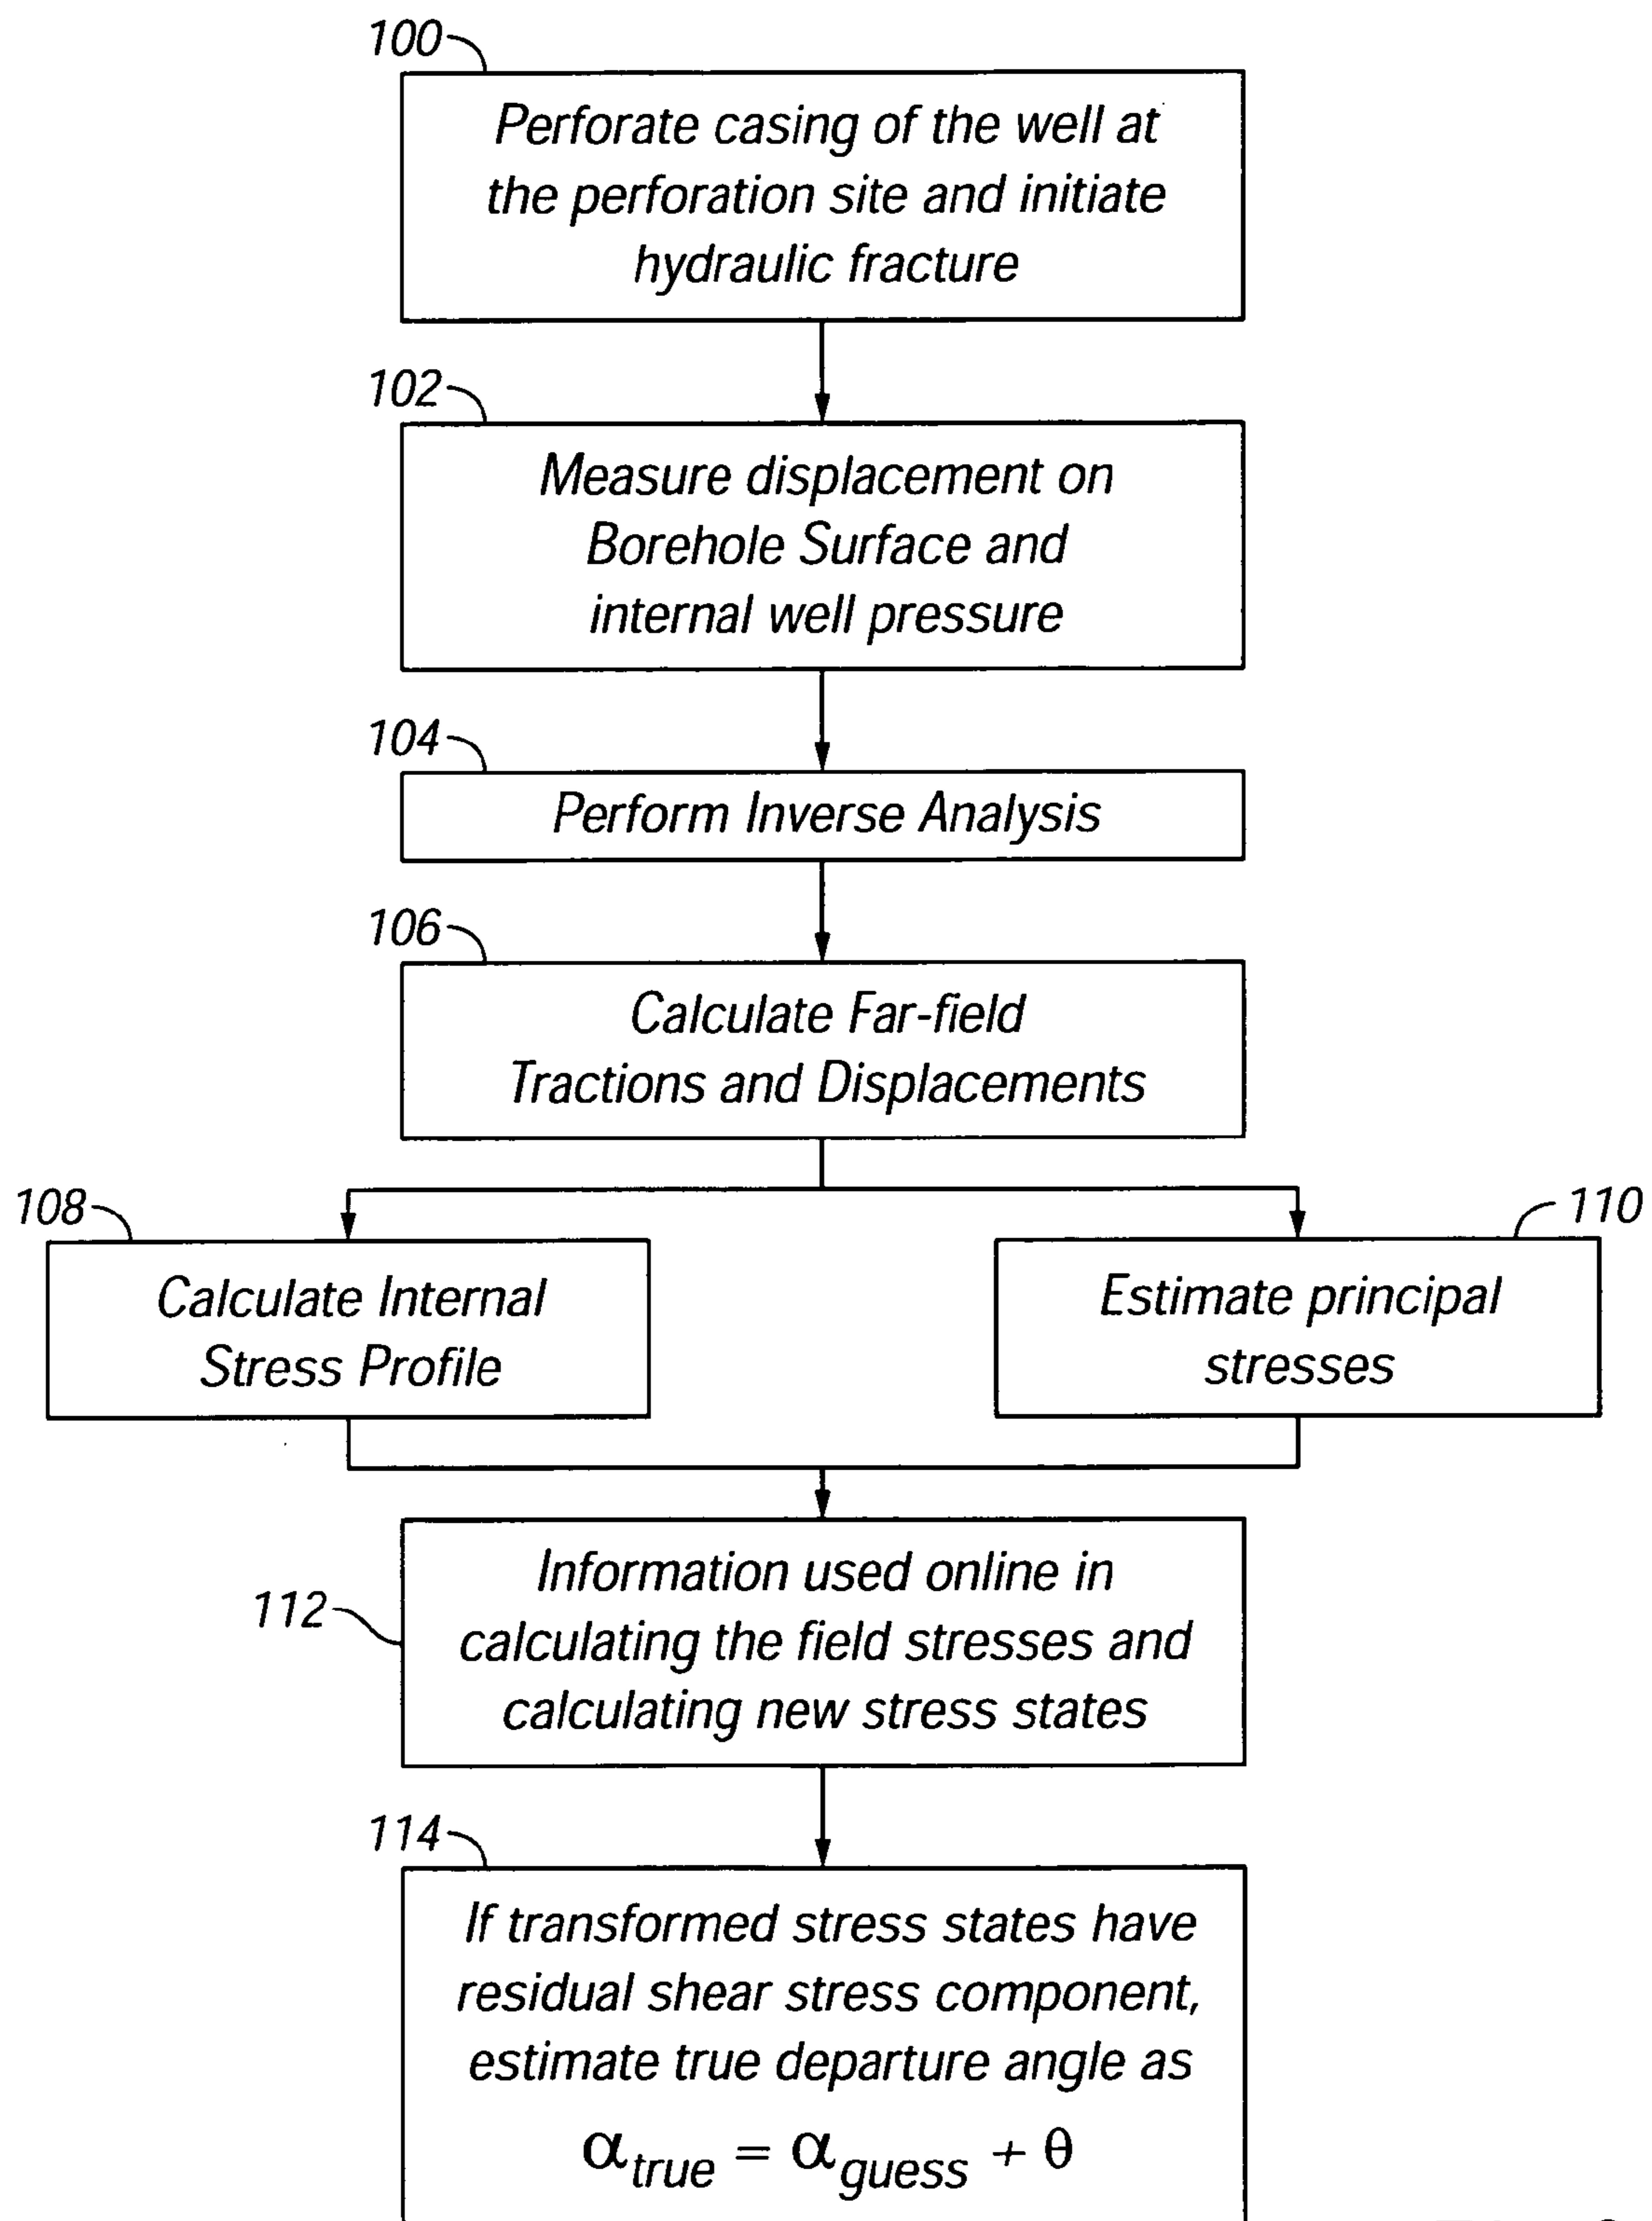 100
Perforate casing of the well at
the perforation site and initiate
hydraulic fracture
102
Measure displacement on
Borehole Surface and
internal well pressure
104
Perform Inverse Analysis
106
Calculate Far-field
Tractions and Displacements
108
Calculate Internal
Stress Profile
110
Estimate principal
stresses
112
Information used online in
calculating the field stresses and
calculating new stress states
114
If transformed stress states have
residual shear stress component,
estimate true departure angle as
α_true = α_guess + θ